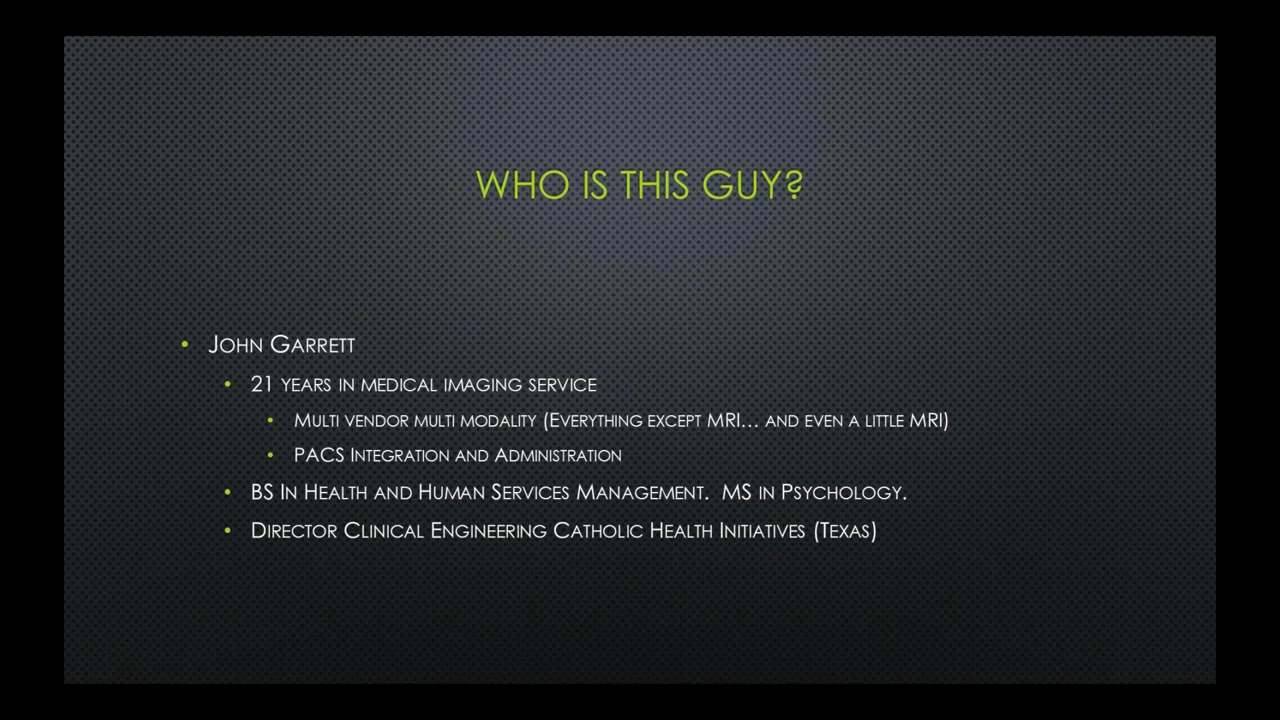 WHO IS THIS GUY?
• JOHN GARRETT
• 21 YEARS IN MEDICAL IMAGING SERVICE
• MULTI VENDOR MULTI MODALITY (EVERYTHING EXCEPT MRI... AND EVEN A LITTLE MRI)
• PACS INTEGRATION AND ADMINISTRATION
• BS IN HEALTH AND HUMAN SERVICES MANAGEMENT. MS IN PSYCHOLOGY.
• DIRECTOR CLINICAL ENGINEERING CATHOLIC HEALTH INITIATIVES (TEXAS)